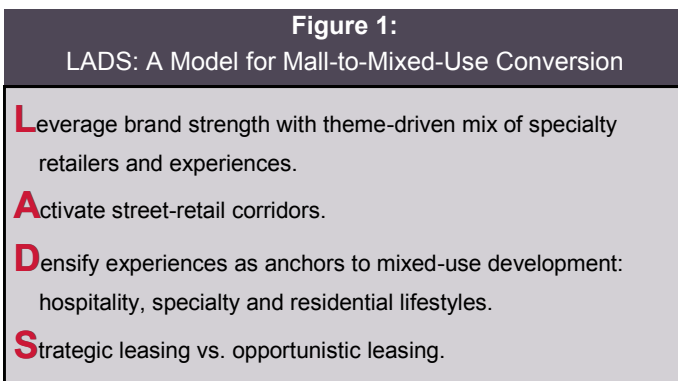 Figure 1:
LADS: A Model for Mall-to-Mixed-Use Conversion
Leverage brand strength with theme-driven mix of specialty
retailers and experiences.
Activate street-retail corridors.
Densify experiences as anchors to mixed-use development:
hospitality, specialty and residential lifestyles.
Strategic leasing vs. opportunistic leasing.